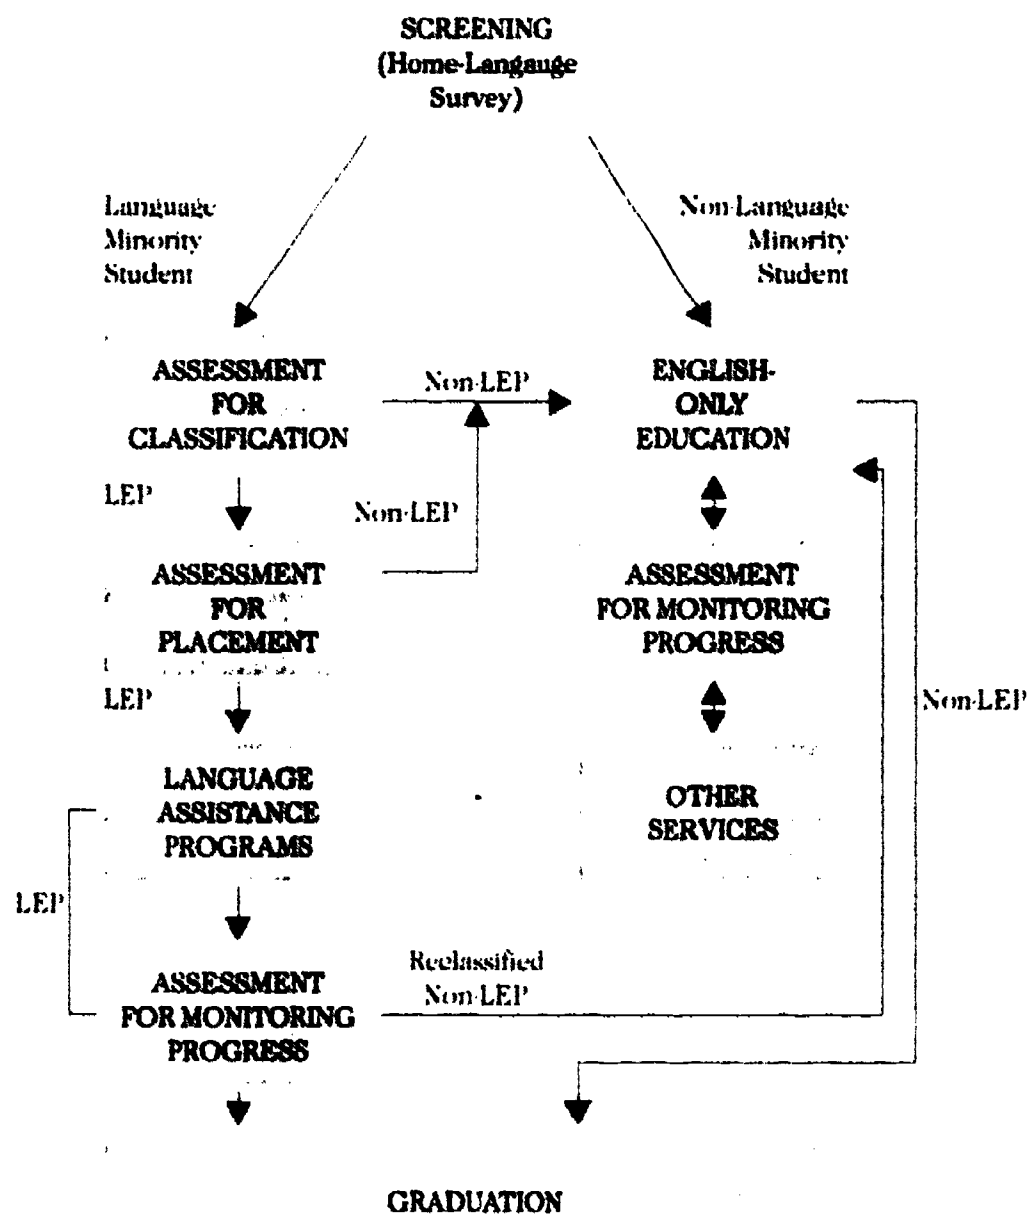 SCREENING
(Home-Langauge
Survey)
Language
Minority
Student
Non-Language
Minority
Student
ASSESSMENT
FOR
CLASSIFICATION
Non-LEP
ENGLISH-
ONLY
EDUCATION
LEP
Non-LEP
ASSESSMENT
FOR
PLACEMENT
ASSESSMENT
FOR MONITORING
PROGRESS
LEP
Non-LEP
LANGUAGE
ASSISTANCE
PROGRAMS
OTHER
SERVICES
LEP
ASSESSMENT
FOR MONITORING
PROGRESS
Reclassified
Non-LEP
GRADUATION